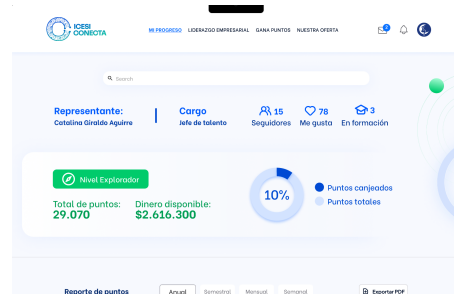 ICESI
CONECTA
MI PROGRESO LIDERAZGO EMPRESARIAL GANA PUNTOS NUESTRA OFERTA
Search
Representante:
Catalina Giraldo Aguirre
Cargo
Jefe de talento
15
Seguidores
78
Me gusta
3
En formación
Nivel Explorador
Total de puntos:
29.070
Dinero disponible:
$2.616.300
10%
Puntos canjeados
Puntos totales
Reporte de puntos
Anual
Semestral
Mensual
Semanal
Exportar PDF